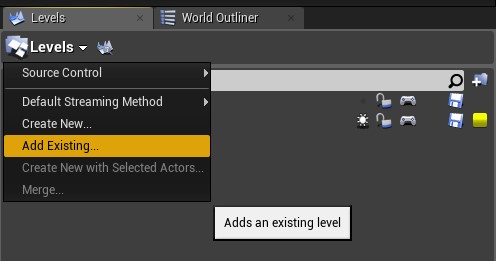 Levels
World Outliner
Levels
Source Control
Default Streaming Method
Create New...
Add Existing...
Create New with Selected Actors...
Merge...
Adds an existing level